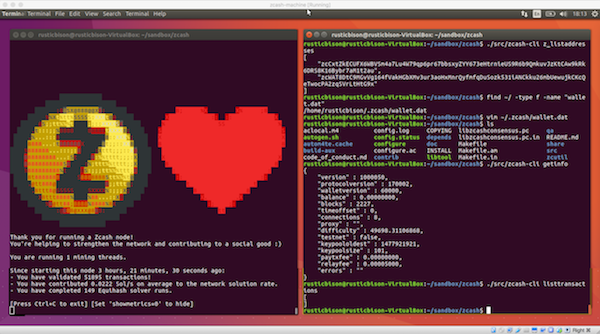 zcash-machine [Running]
Terminal Terminal File Edit View Search Terminal Help
En
18:13
Thank you for running a Zcash node!
You're helping to strengthen the network and contributing to a social good :)
You are running 1 mining threads.
Since starting this node 3 hours, 21 minutes, 30 seconds ago:
- You have validated 51895 transactions!
- You have contributed 0.0222 Sol/s on average to the network solution rate.
- You have completed 149 Equihash solver runs.
[Press Ctrl+C to exit] [Set 'showmetrics=0' to hide]
rusticbison@rusticbison-VirtualBox: ~/sandbox/zcash
rusticbison@rusticbison-VirtualBox:~/sandbox/zcash$ ./src/zcash-cli z_listaddre
sses
[
]
rusticbison@rusticbison-VirtualBox:~/sandbox/zcash$ find ~/ -type f -name "walle
t.dat"
/home/rusticbison/.zcash/wallet.dat
rusticbison@rusticbison-VirtualBox:~/sandbox/zcash$ vim ~/.zcash/wallet.dat
rusticbison@rusticbison-VirtualBox:~/sandbox/zcash$ ls
aclocal.m4 config.log COPYING libzcashconsensus.pc.in qa
autogen.sh config.status depends libzcashconsensus.pc.in README.md
autom4te.cache configure doc Makefile share
build-aux configure.ac INSTALL Makefile.am src
code_of_conduct.md contrib libtool Makefile.in zcutil
rusticbison@rusticbison-VirtualBox:~/sandbox/zcash$ ./src/zcash-cli getinfo
{
"version" : 1000050,
"protocolversion" : 170002,
"walletversion" : 60000,
"balance" : 0.00000000,
"blocks" : 2227,
"timeoffset" : 0,
"connections" : 8,
"proxy" : "",
"difficulty" : 49698.31106068,
"testnet" : false,
"keypoololdest" : 1477921921,
"keypoolsize" : 101,
"paytxfee" : 0.00000000,
"relayfee" : 0.00005000,
"errors" : ""
}
rusticbison@rusticbison-VirtualBox:~/sandbox/zcash$ ./src/zcash-cli listtransact
ions
[
]
rusticbison@rusticbison-VirtualBox:~/sandbox/zcash$
Right ⌘